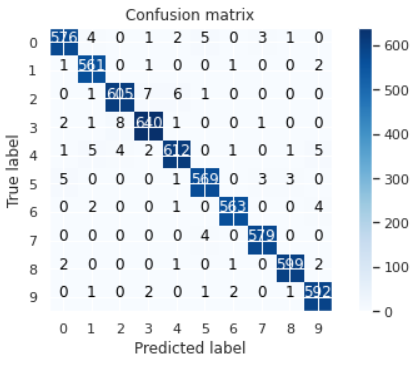 Confusion matrix
0 576 4 0 1 2 5 0 3 1 0
1 1 561 0 1 0 0 1 0 0 2
2 0 1 605 7 6 1 0 0 0 0
3 2 1 8 640 1 0 0 1 0 0
4 1 5 4 2 612 0 1 0 1 5
5 5 0 0 0 1 569 0 3 3 0
6 0 2 0 0 1 0 563 0 0 4
7 0 0 0 0 0 4 0 579 0 0
8 2 0 0 0 1 0 1 0 599 2
9 0 1 0 2 0 1 2 0 1 592
0 1 2 3 4 5 6 7 8 9
True label
Predicted label
600
500
400
300
200
100
0